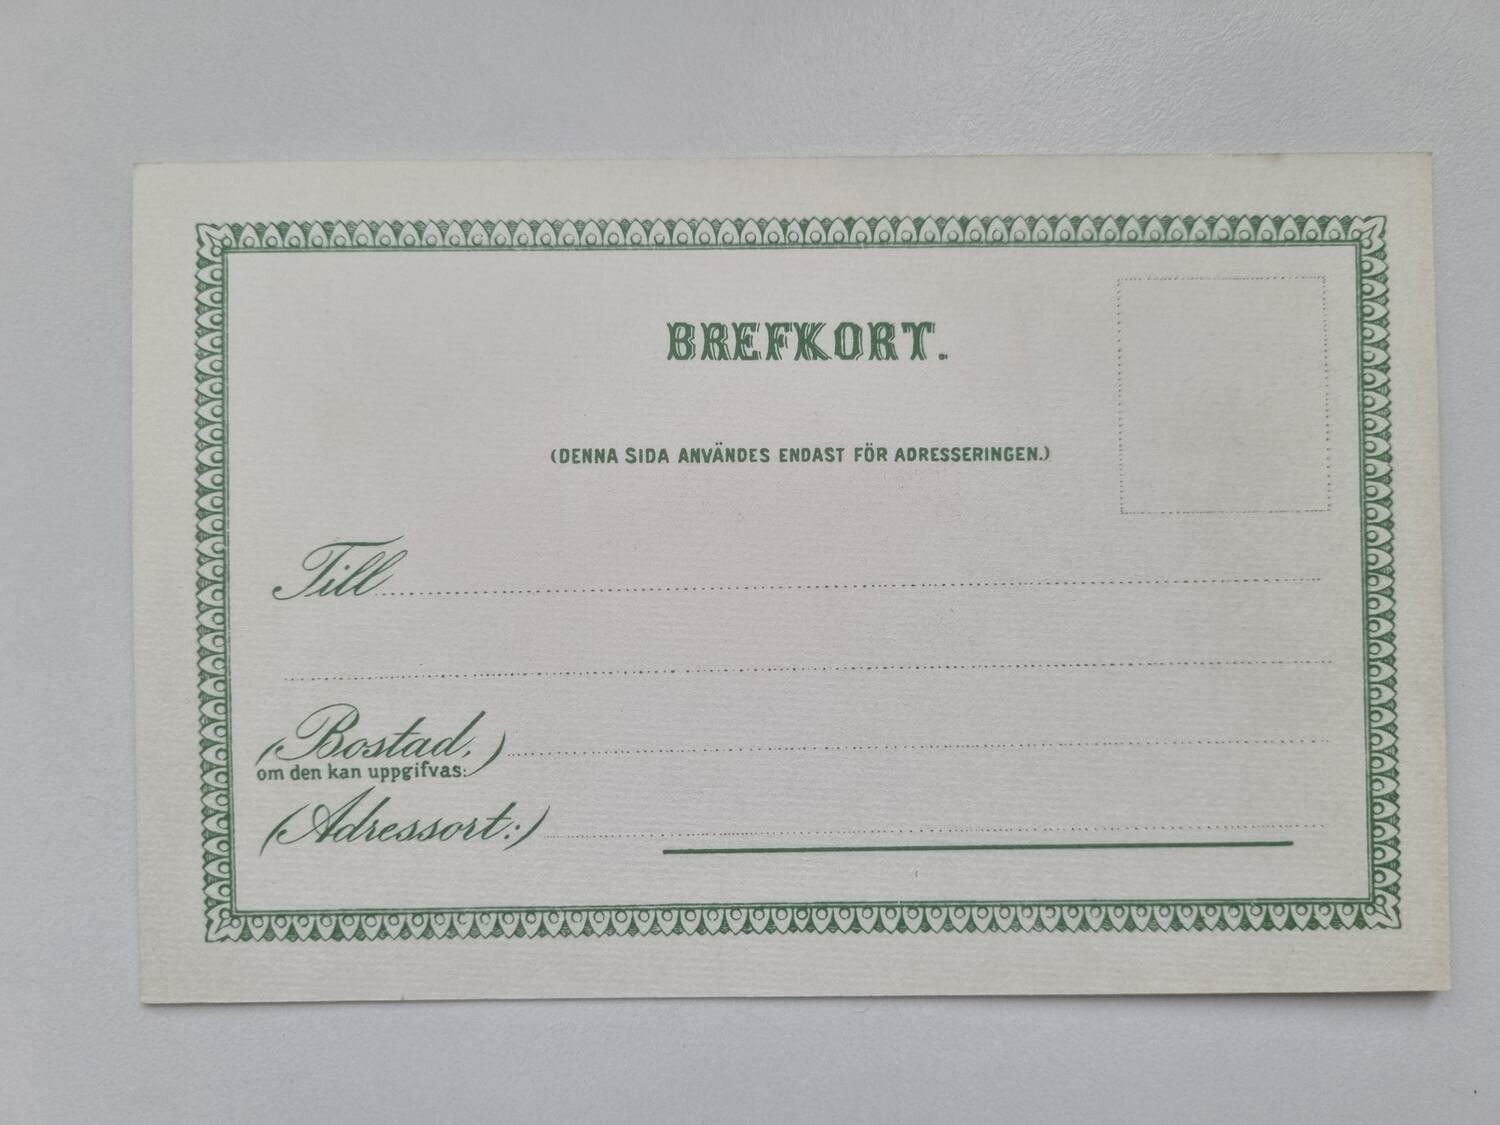 BREFKORT.
(DENNA SIDA ANVÄNDES ENDAST FÖR ADRESSERINGEN.)
Till
(Bostad,)
om den kan uppgifvas:
(Adressort:)